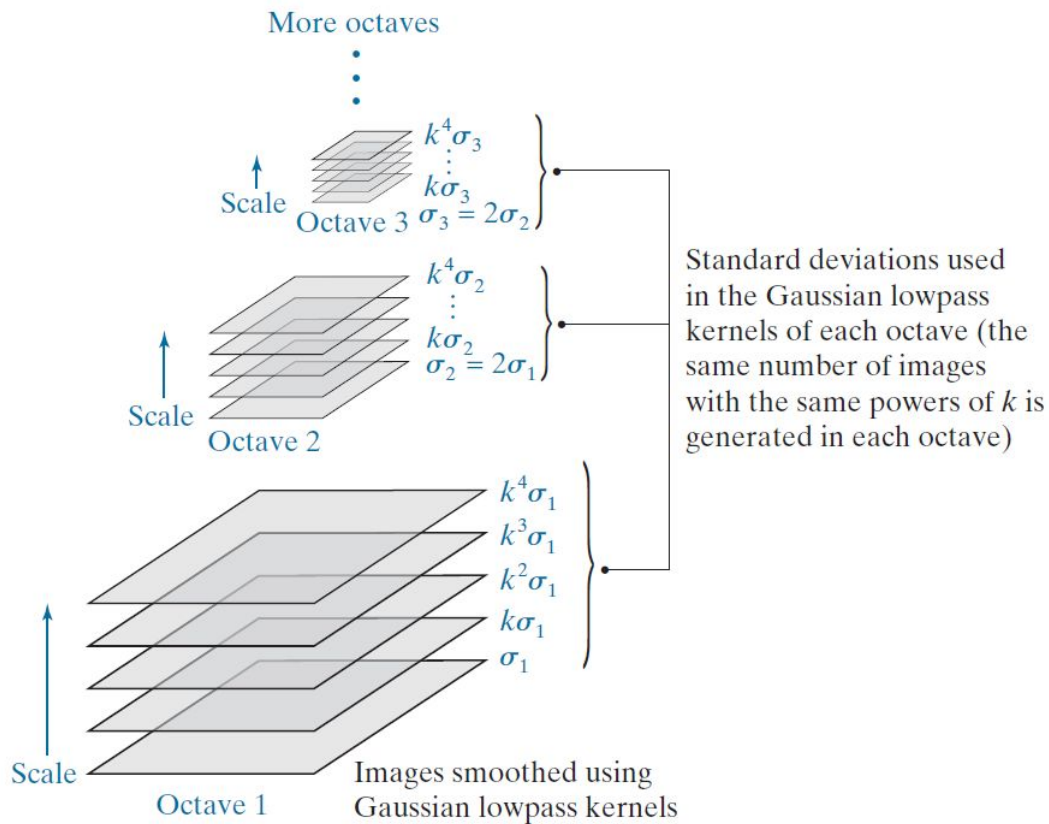 More octaves
k⁴σ₃
⋮
kσ₃
σ₃ = 2σ₂
Scale
Octave 3
k⁴σ₂
⋮
kσ₂
σ₂ = 2σ₁
Scale
Octave 2
Standard deviations used
in the Gaussian lowpass
kernels of each octave (the
same number of images
with the same powers of k is
generated in each octave)
k⁴σ₁
k³σ₁
k²σ₁
kσ₁
σ₁
Scale
Octave 1
Images smoothed using
Gaussian lowpass kernels